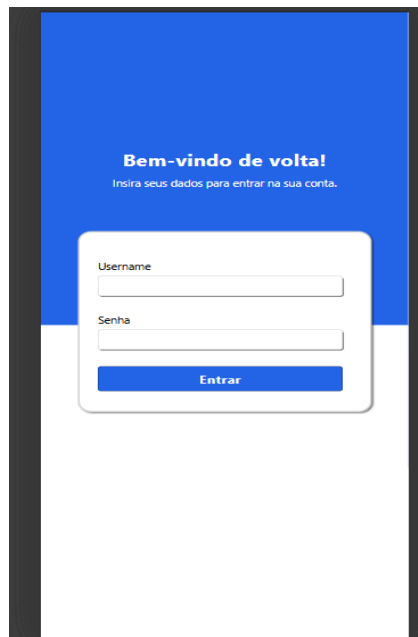 Bem-vindo de volta!
Insira seus dados para entrar na sua conta.
Username
Senha
Entrar